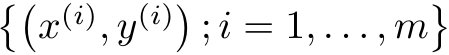 {(x⁽ⁱ⁾, y⁽ⁱ⁾) ; i = 1, . . . , m}